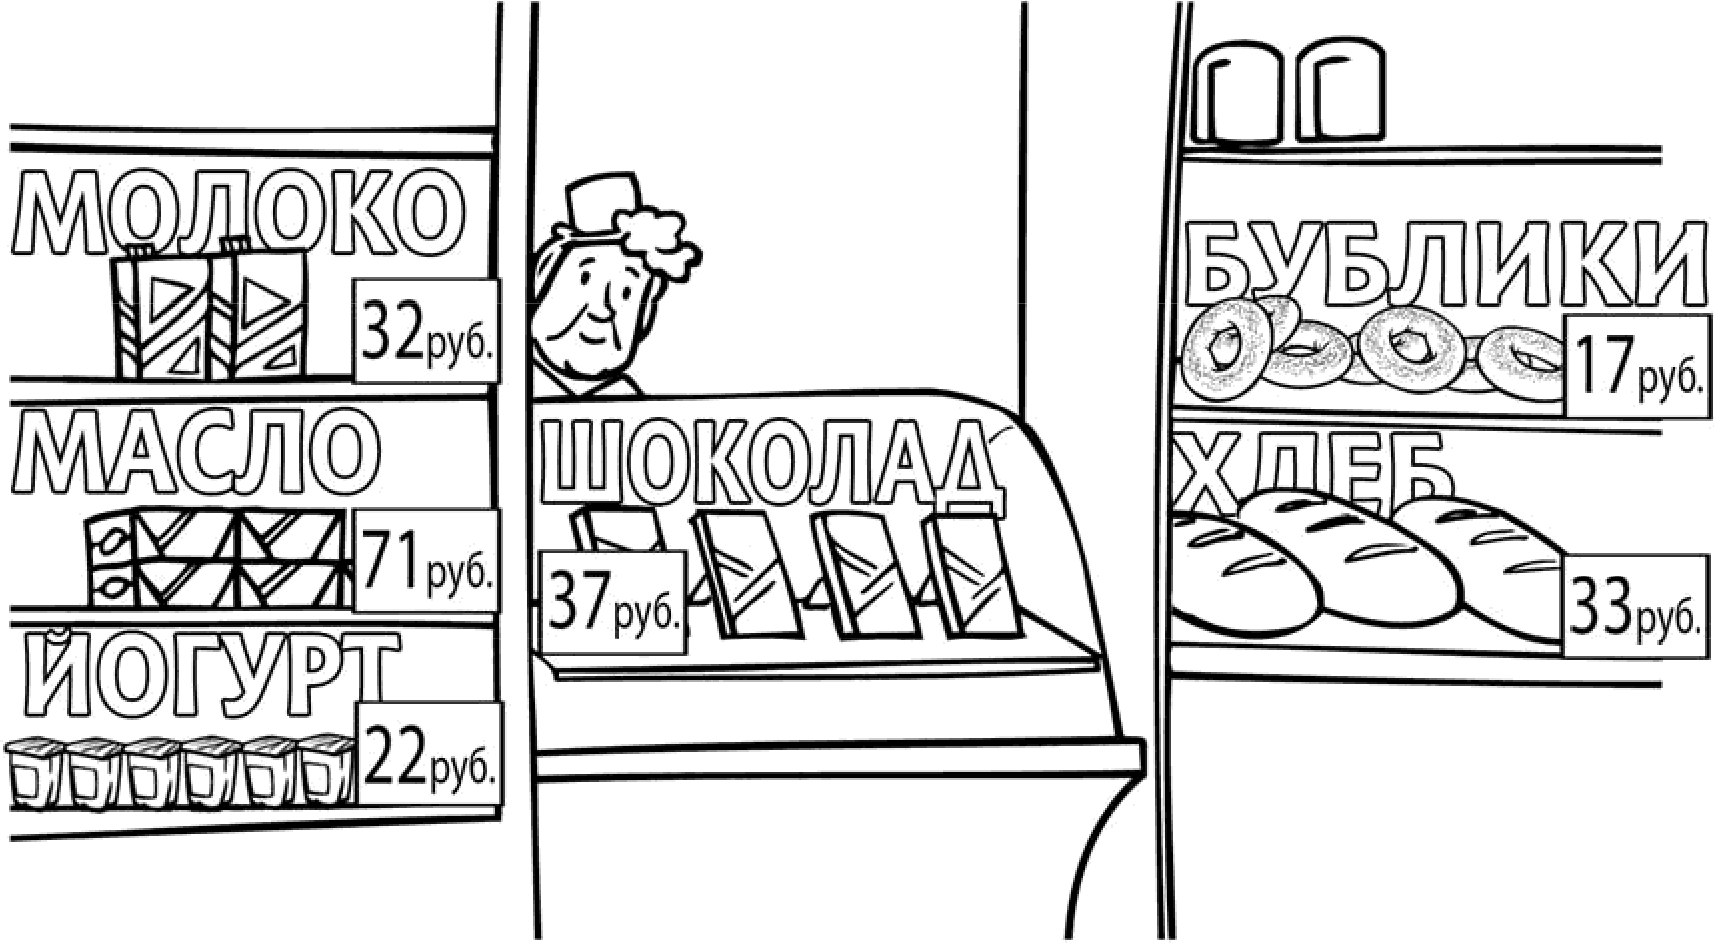 МОЛОКО
32руб.
МАСЛО
71руб.
ЙОГУРТ
22руб.
ШОКОЛАД
37руб.
БУБЛИКИ
17руб.
ХЛЕБ
33руб.